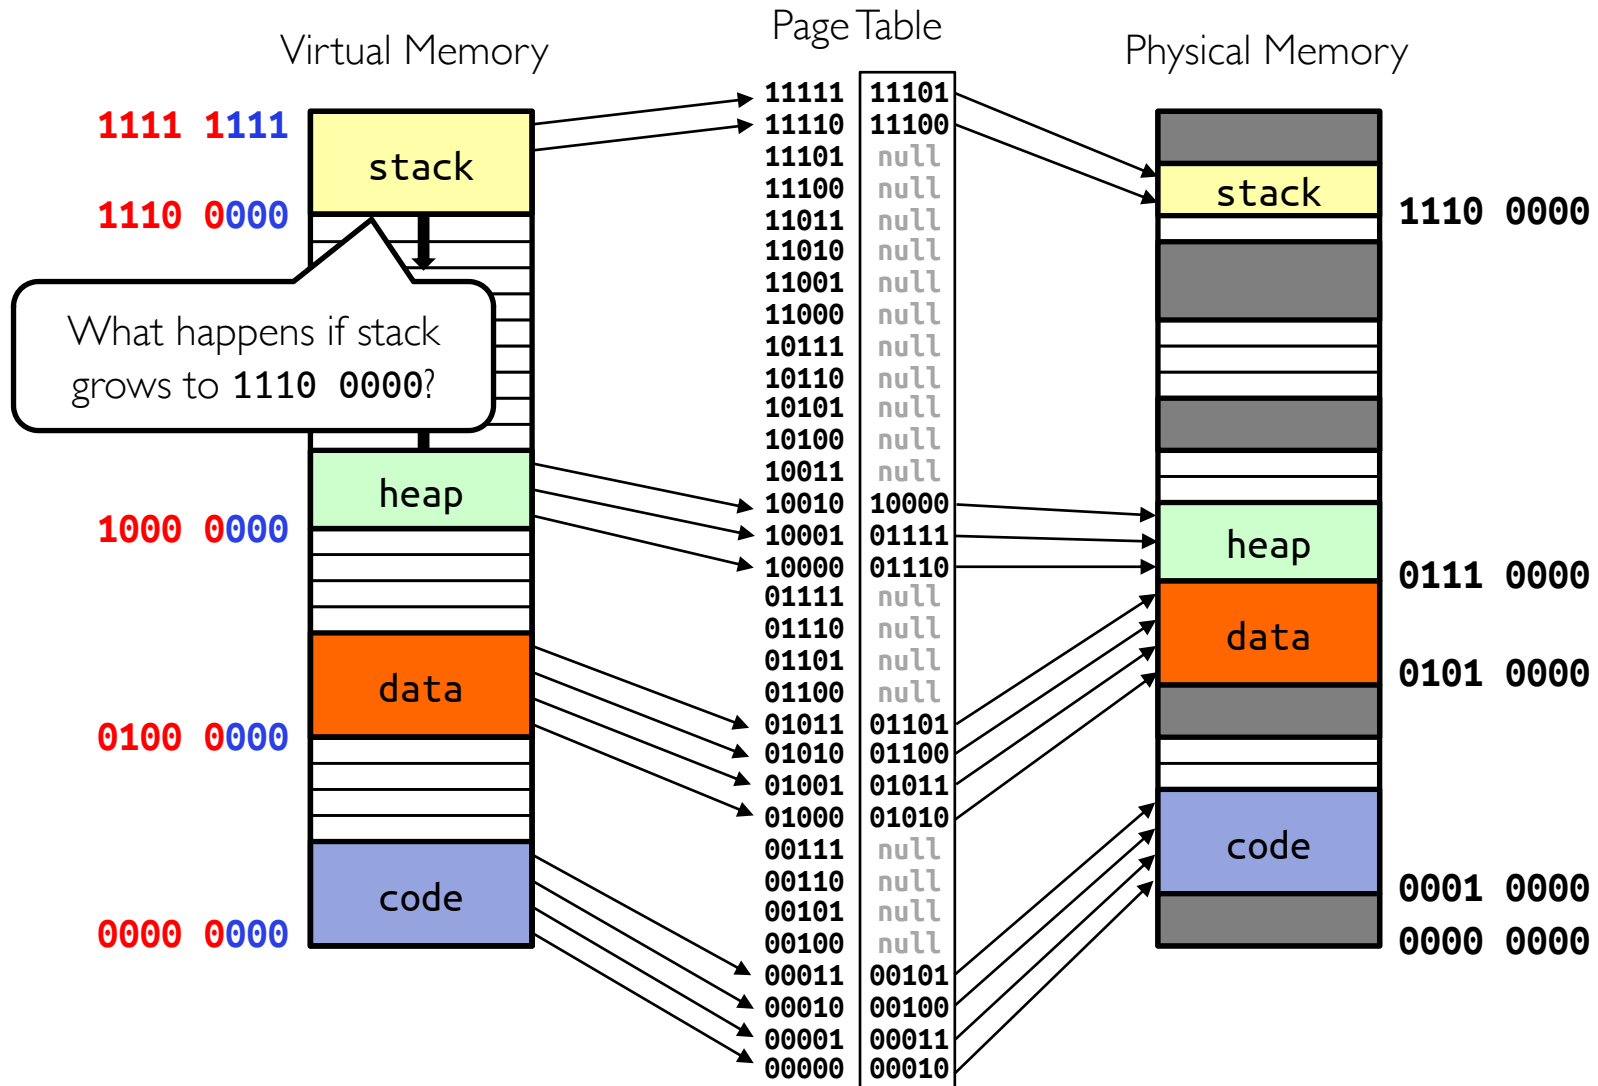 Page Table
Virtual Memory
Physical Memory
1111 1111
stack
1110 0000
What happens if stack
grows to 1110 0000?
heap
1000 0000
data
0100 0000
code
0000 0000
11111 11101
11110 11100
11101 null
11100 null
11011 null
11010 null
11001 null
11000 null
10111 null
10110 null
10101 null
10100 null
10011 null
10010 10000
10001 01111
10000 01110
01111 null
01110 null
01101 null
01100 null
01011 01101
01010 01100
01001 01011
01000 01010
00111 null
00110 null
00101 null
00100 null
00011 00101
00010 00100
00001 00011
00000 00010
stack
1110 0000
heap
0111 0000
data
0101 0000
code
0001 0000
0000 0000